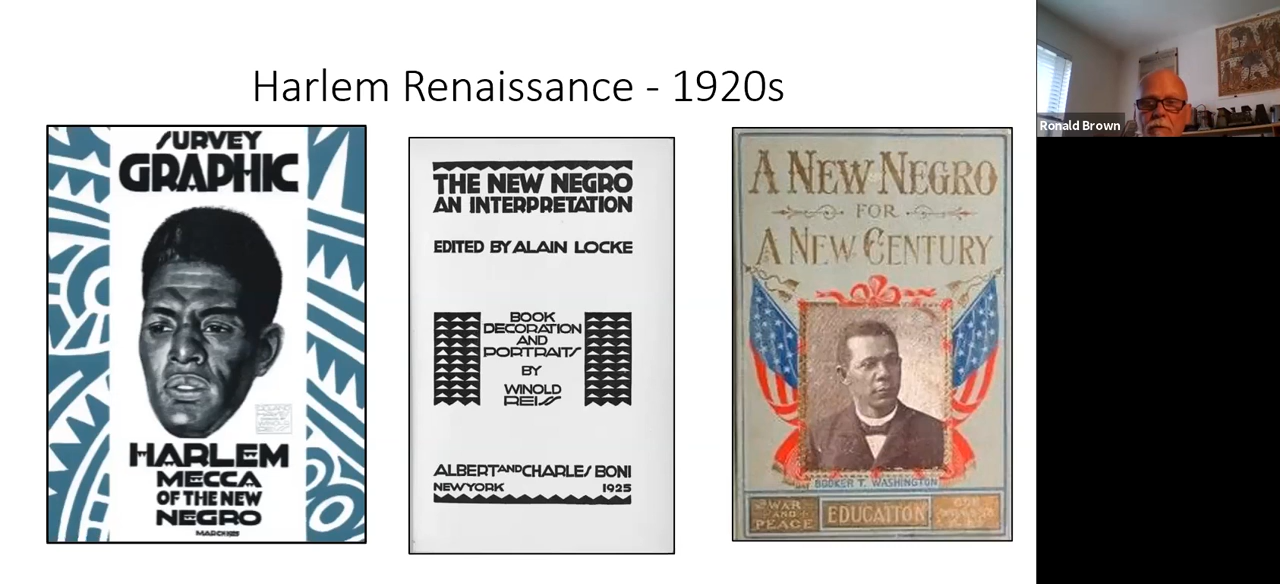 Harlem Renaissance - 1920s
SURVEY
GRAPHIC
HARLEM
MECCA
OF THE NEW
NEGRO
THE NEW NEGRO
AN INTERPRETATION
EDITED BY ALAIN LOCKE
BOOK
DECORATION
AND
PORTRAITS
BY
WINOLD
REISS
ALBERT AND CHARLES BONI
NEW YORK 1925
A NEW NEGRO
FOR
A NEW CENTURY
BOOKER T. WASHINGTON
WAR
AND
PEACE
EDUCATION
Ronald Brown